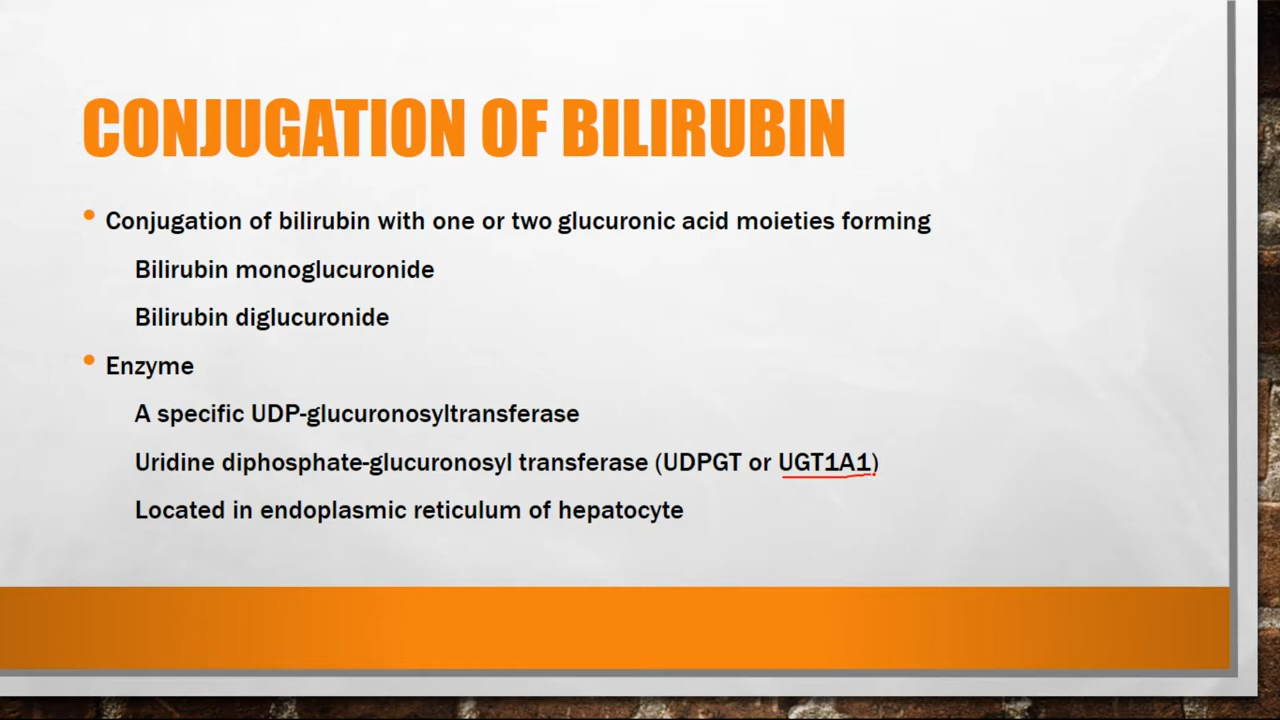 CONJUGATION OF BILIRUBIN
• Conjugation of bilirubin with one or two glucuronic acid moieties forming
Bilirubin monoglucuronide
Bilirubin diglucuronide
• Enzyme
A specific UDP-glucuronosyltransferase
Uridine diphosphate-glucuronosyl transferase (UDPGT or UGT1A1)
Located in endoplasmic reticulum of hepatocyte